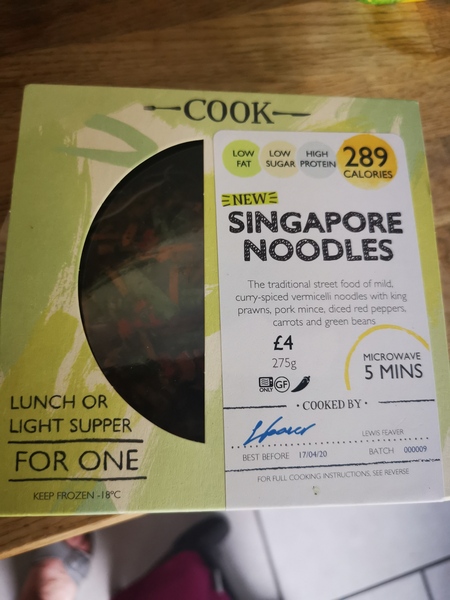 COOK
LOW FAT
LOW SUGAR
HIGH PROTEIN
289
CALORIES
NEW
SINGAPORE
NOODLES
The traditional street food of mild,
curry-spiced vermicelli noodles with king
prawns, pork mince, diced red peppers,
carrots and green beans
£4
275g
ONLY GF
MICROWAVE
5 MINS
• COOKED BY •
LEWIS FEAVER
BEST BEFORE 17/04/20 BATCH 000009
FOR FULL COOKING INSTRUCTIONS, SEE REVERSE
LUNCH OR
LIGHT SUPPER
FOR ONE
KEEP FROZEN -18°C